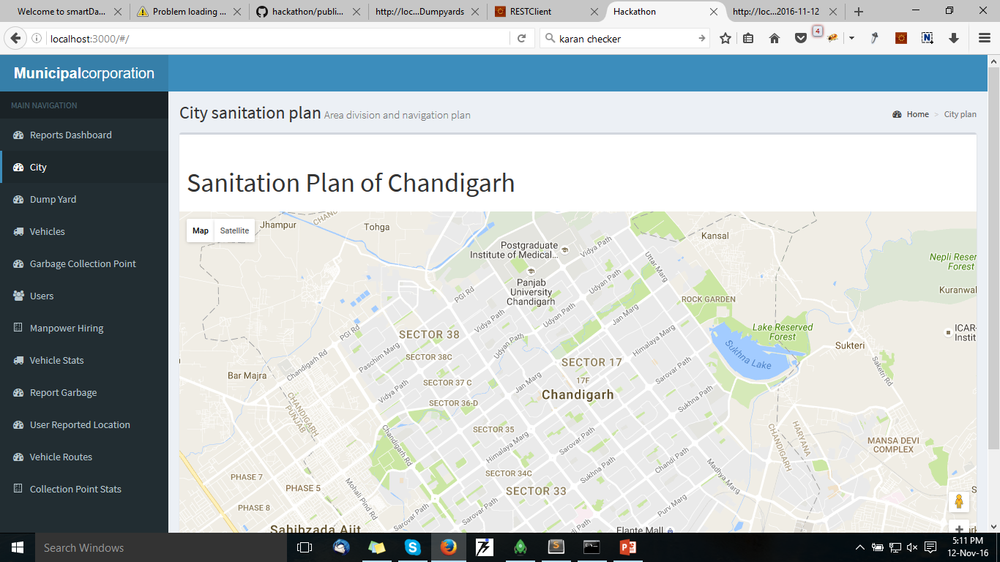 Welcome to smartDa...
Problem loading ...
hackathon/publi...
http://loc...Dumpyards
RESTClient
Hackathon
http://loc...2016-11-12
localhost:3000/#/
karan checker
4
Municipalcorporation
MAIN NAVIGATION
Reports Dashboard
City
Dump Yard
Vehicles
Garbage Collection Point
Users
Manpower Hiring
Vehicle Stats
Report Garbage
User Reported Location
Vehicle Routes
Collection Point Stats
City sanitation plan Area division and navigation plan
Home > City plan
Sanitation Plan of Chandigarh
Map
Satellite
Jhampur
CHAND
Tohga
Postgraduate
Institute of Medical...
Vidya Path
Kansal
Uttar Marg
Nepli Reser
Forest
Panjab
University
Chandigarh
Udyan Path
PGI Rd
Kuranwal
ROCK GARDEN
Vidya Path
Udyan Path
Jan Marg
Lake Reserved
Forest
ICAR-
Instit
PGI Rd
SECTOR 38
Udyan Path
Himalaya Marg
Sukteri
Sukhna Lake
Paschim Marg
SECTOR 38C
SECTOR 17
Chandigarh Rd
Bar Majra
Sarovar Path
Saketri Rd
SECTOR 37 C
Jan Marg
17F
Vidya Path
Chandigarh
Sukhna Path
SECTOR 36-D
CHANDIGARH
PUNJAB
SECTOR 35
Sarovar Path
HARYANA
CHANDIGARH
Chandigarh Rd
Himalaya Marg
MANSA DEVI
COMPLEX
Sukhna Path
Chandi Path
Madhya Marg
PHASE 7
SECTOR 34C
PHASE 5
SECTOR 33
Mohali Pind Rd
PHASE 8
Sarovar Path
Purv Marg
Sahibzada Ajit
Elante Mall
Search Windows
5:11 PM
12-Nov-16